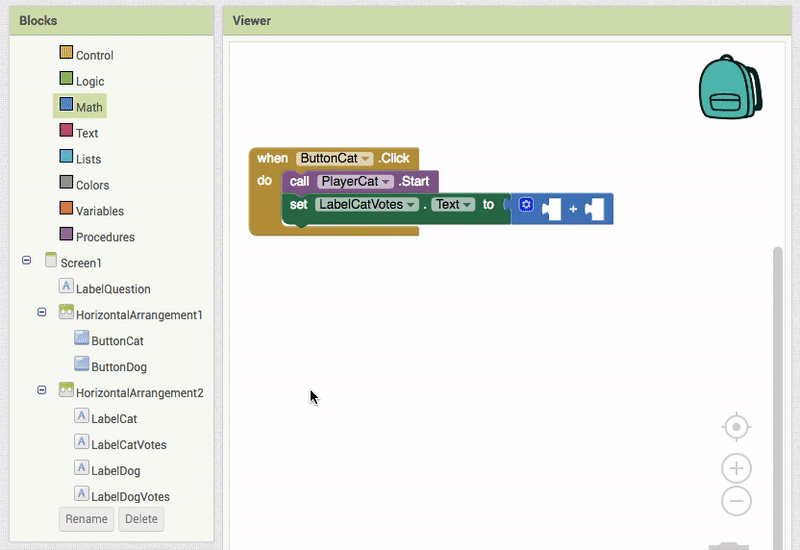 Blocks
Control
Logic
Math
Text
Lists
Colors
Variables
Procedures
Screen1
LabelQuestion
HorizontalArrangement1
ButtonCat
ButtonDog
HorizontalArrangement2
LabelCat
LabelCatVotes
LabelDog
LabelDogVotes
Rename Delete
Viewer
when ButtonCat .Click
do call PlayerCat .Start
set LabelCatVotes . Text to +